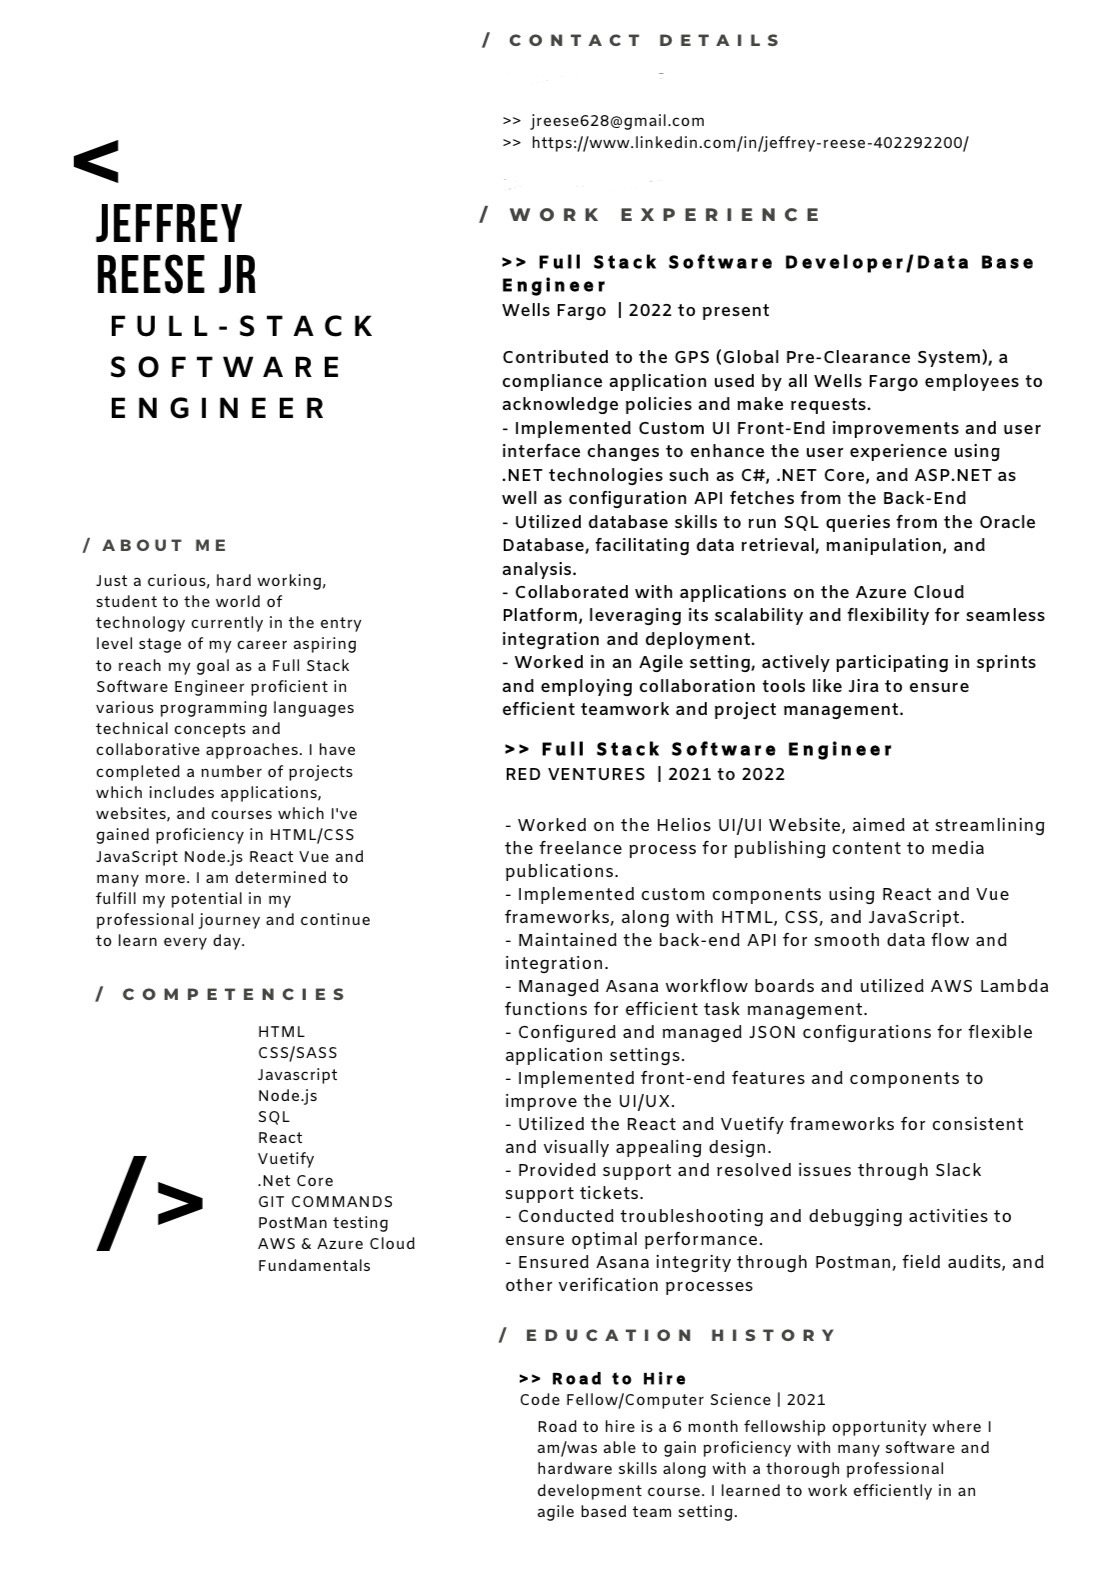 <
JEFFREY
REESE JR
FULL-STACK
SOFTWARE
ENGINEER
/ ABOUT ME
Just a curious, hard working,
student to the world of
technology currently in the entry
level stage of my career aspiring
to reach my goal as a Full Stack
Software Engineer proficient in
various programming languages
technical concepts and
collaborative approaches. I have
completed a number of projects
which includes applications,
websites, and courses which I've
gained proficiency in HTML/CSS
JavaScript Node.js React Vue and
many more. I am determined to
fulfill my potential in my
professional journey and continue
to learn every day.
/ COMPETENCIES
HTML
CSS/SASS
Javascript
Node.js
SQL
React
Vuetify
.Net Core
GIT COMMANDS
PostMan testing
AWS & Azure Cloud
Fundamentals
/>
/ CONTACT DETAILS
>> jreese628@gmail.com
>> https://www.linkedin.com/in/jeffrey-reese-402292200/
/ WORK EXPERIENCE
>> Full Stack Software Developer/Data Base
Engineer
Wells Fargo | 2022 to present
Contributed to the GPS (Global Pre-Clearance System), a
compliance application used by all Wells Fargo employees to
acknowledge policies and make requests.
- Implemented Custom UI Front-End improvements and user
interface changes to enhance the user experience using
.NET technologies such as C#, .NET Core, and ASP.NET as
well as configuration API fetches from the Back-End
- Utilized database skills to run SQL queries from the Oracle
Database, facilitating data retrieval, manipulation, and
analysis.
- Collaborated with applications on the Azure Cloud
Platform, leveraging its scalability and flexibility for seamless
integration and deployment.
- Worked in an Agile setting, actively participating in sprints
and employing collaboration tools like Jira to ensure
efficient teamwork and project management.
>> Full Stack Software Engineer
RED VENTURES | 2021 to 2022
- Worked on the Helios UI/UI Website, aimed at streamlining
the freelance process for publishing content to media
publications.
- Implemented custom components using React and Vue
frameworks, along with HTML, CSS, and JavaScript.
- Maintained the back-end API for smooth data flow and
integration.
- Managed Asana workflow boards and utilized AWS Lambda
functions for efficient task management.
- Configured and managed JSON configurations for flexible
application settings.
- Implemented front-end features and components to
improve the UI/UX.
- Utilized the React and Vuetify frameworks for consistent
and visually appealing design.
- Provided support and resolved issues through Slack
support tickets.
- Conducted troubleshooting and debugging activities to
ensure optimal performance.
- Ensured Asana integrity through Postman, field audits, and
other verification processes
/ EDUCATION HISTORY
>> Road to Hire
Code Fellow/Computer Science | 2021
Road to hire is a 6 month fellowship opportunity where I
am/was able to gain proficiency with many software and
hardware skills along with a thorough professional
development course. I learned to work efficiently in an
agile based team setting.